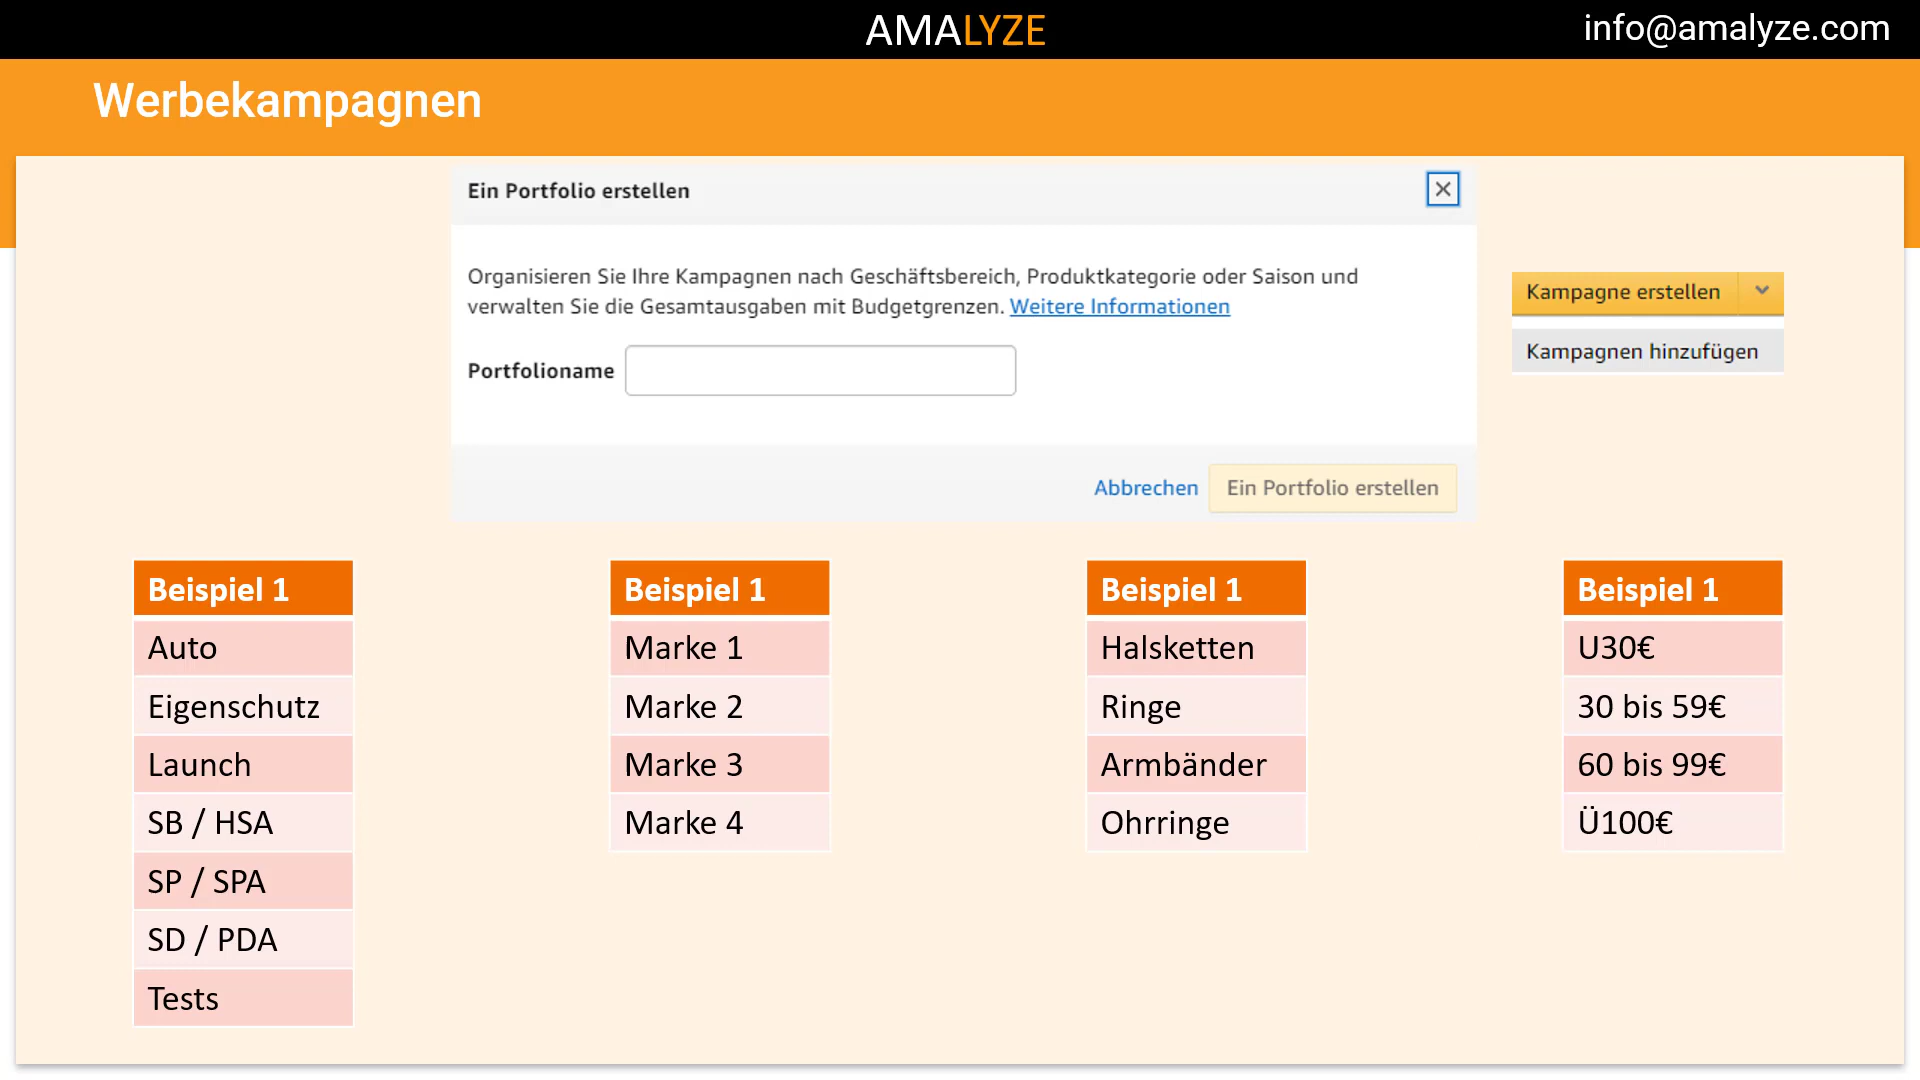 AMALYZE
info@amalyze.com
Werbekampagnen
Ein Portfolio erstellen
Organisieren Sie Ihre Kampagnen nach Geschäftsbereich, Produktkategorie oder Saison und
verwalten Sie die Gesamtausgaben mit Budgetgrenzen. Weitere Informationen
Portfolioname
Abbrechen
Ein Portfolio erstellen
Kampagne erstellen
Kampagnen hinzufügen
Beispiel 1
Auto
Eigenschutz
Launch
SB / HSA
SP / SPA
SD / PDA
Tests
Beispiel 1
Marke 1
Marke 2
Marke 3
Marke 4
Beispiel 1
Halsketten
Ringe
Armbänder
Ohrringe
Beispiel 1
U30€
30 bis 59€
60 bis 99€
Ü100€